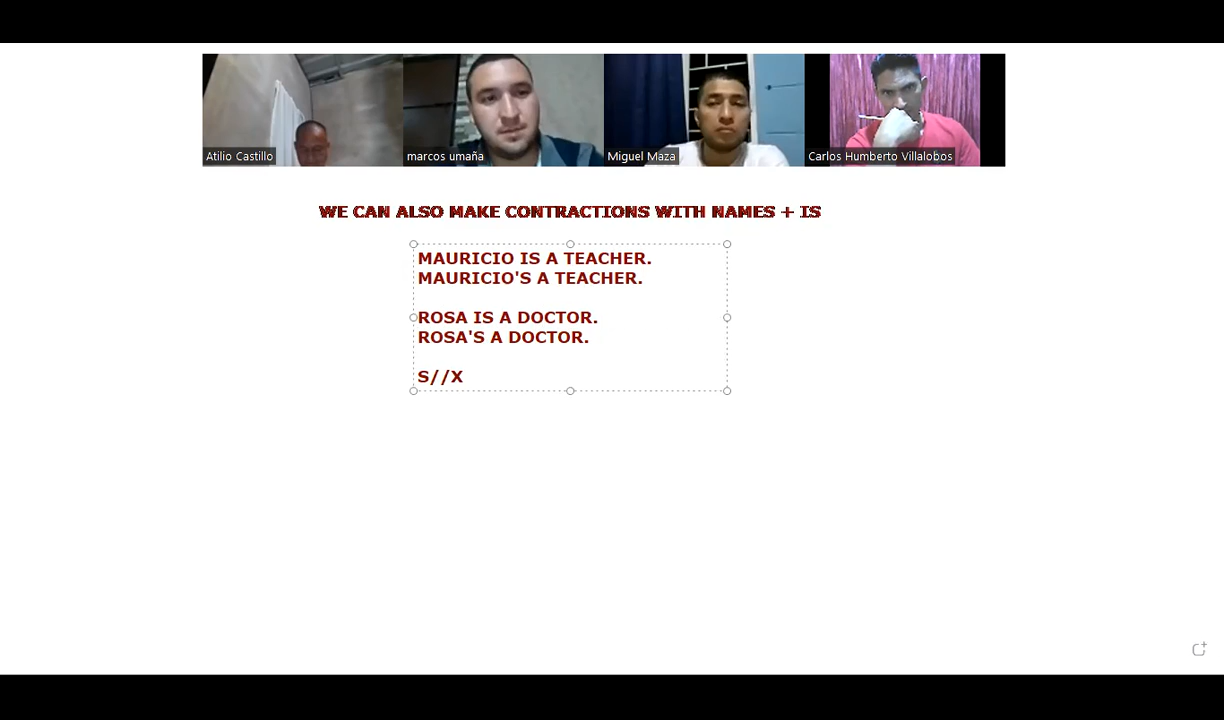 Atilio Castillo
marcos umaña
Miguel Maza
Carlos Humberto Villalobos
WE CAN ALSO MAKE CONTRACTIONS WITH NAMES + IS
MAURICIO IS A TEACHER.
MAURICIO'S A TEACHER.
ROSA IS A DOCTOR.
ROSA'S A DOCTOR.
S//X